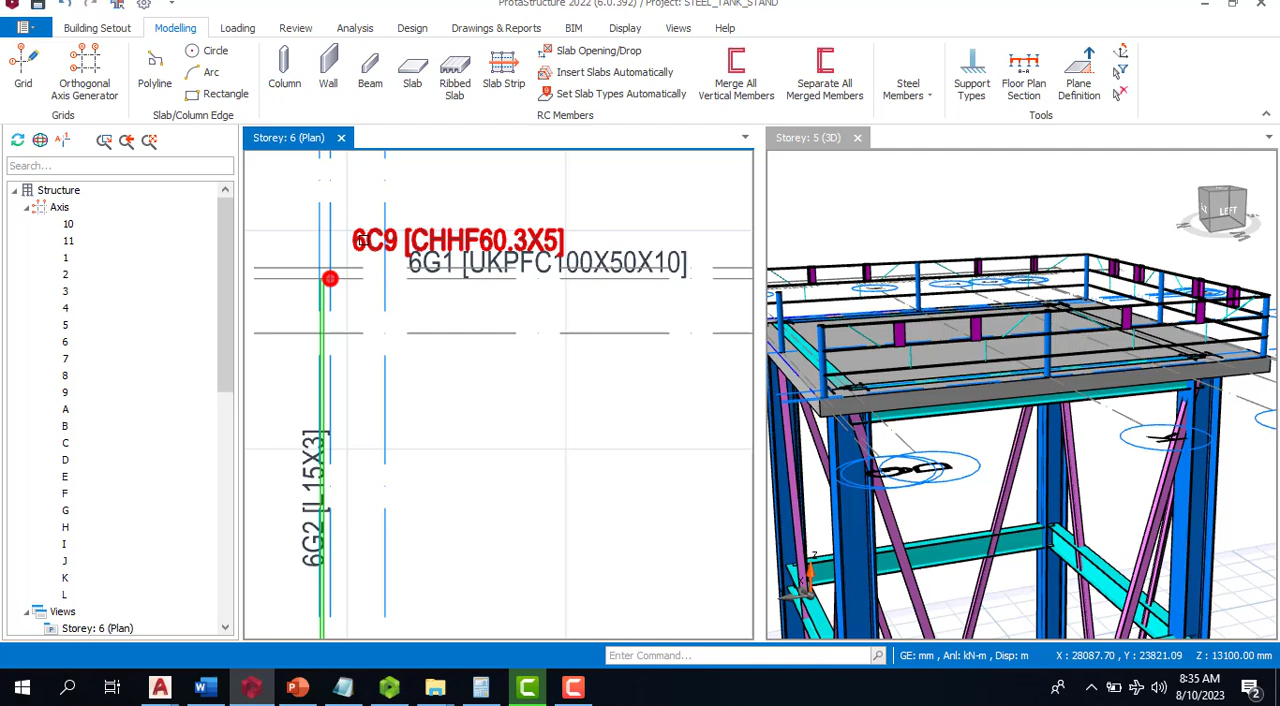 ProtaStructure 2022 (6.0.392) / Project: STEEL_TANK_STAND
Building Setout
Modelling
Loading
Review
Analysis
Design
Drawings & Reports
BIM
Display
Views
Help
Grid
Orthogonal
Axis Generator
Polyline
Circle
Arc
Rectangle
Column
Wall
Beam
Slab
Ribbed
Slab
Slab Strip
Slab Opening/Drop
Insert Slabs Automatically
Set Slab Types Automatically
Merge All
Vertical Members
Separate All
Merged Members
Steel
Members
Support
Types
Floor Plan
Section
Plane
Definition
Grids
Slab/Column Edge
RC Members
Tools
Storey: 6 (Plan)
Storey: 5 (3D)
Search...
Structure
Axis
10
11
1
2
3
4
5
6
7
8
9
A
B
C
D
E
F
G
H
I
J
K
L
Views
Storey: 6 (Plan)
6C9 [CHHF60.3X5]
6G1 [UKPFC100X50X10]
6G2 [L15X3]
LEFT
A
Z
Enter Command...
GE: mm , Anl: kN-m , Disp: m
X : 28087.70 , Y : 23821.09
Z : 13100.00 mm
8:35 AM
8/10/2023
2